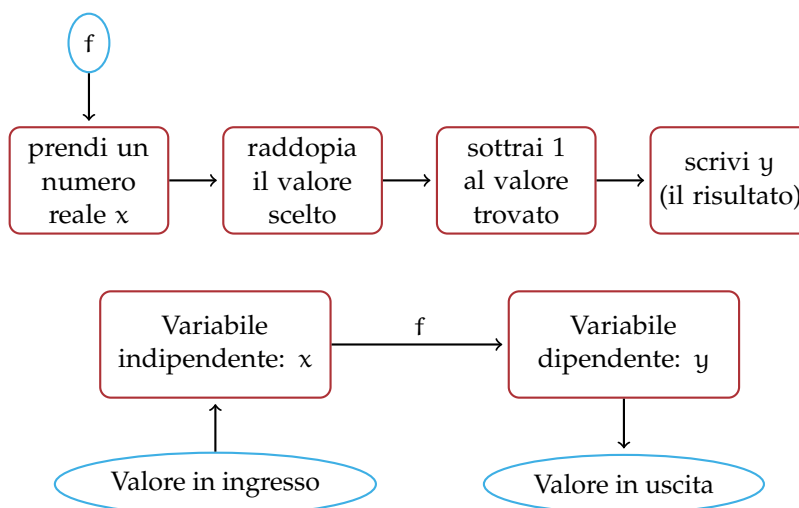 f
prendi un
numero
reale x
raddopia
il valore
scelto
sottrai 1
al valore
trovato
scrivi y
(il risultato)
Variabile
indipendente: x
f
Variabile
dipendente: y
Valore in ingresso
Valore in uscita